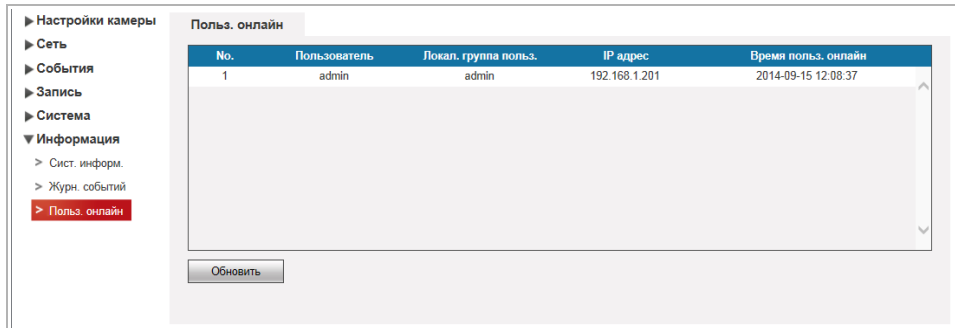 Настройки камеры
Сеть
События
Запись
Система
Информация
> Сист. информ.
> Журн. событий
> Польз. онлайн
Польз. онлайн
No. Пользователь Локал. группа польз. IP адрес Время польз. онлайн
1 admin admin 192.168.1.201 2014-09-15 12:08:37
Обновить